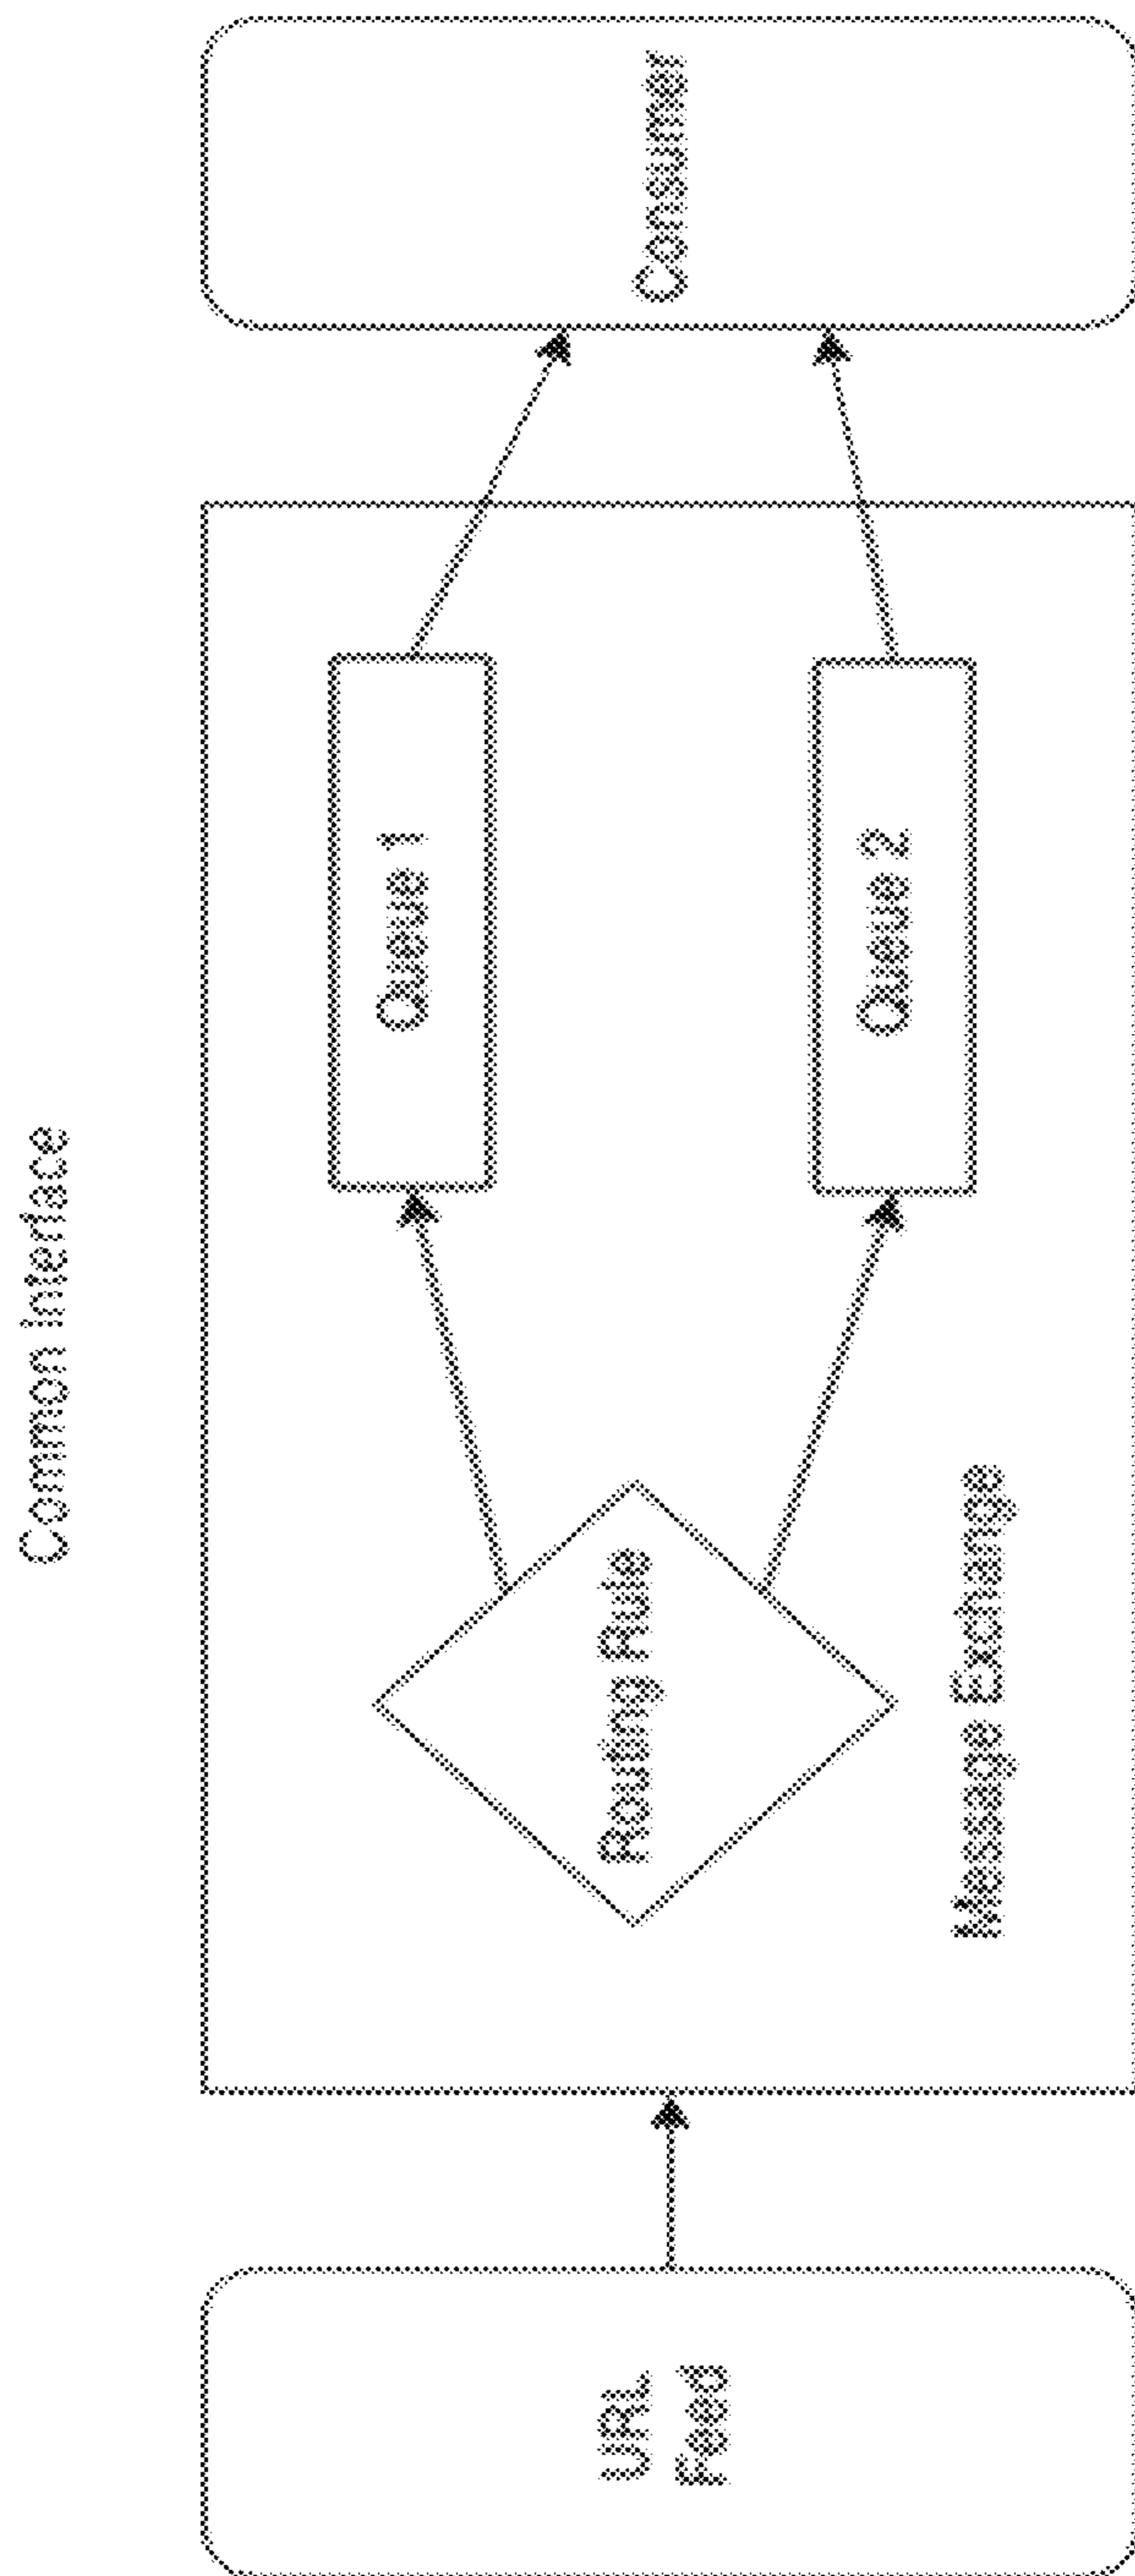 Common Interface
URL
Feed
Routing Rule
Message Exchange
Queue 1
Queue 2
Consumer